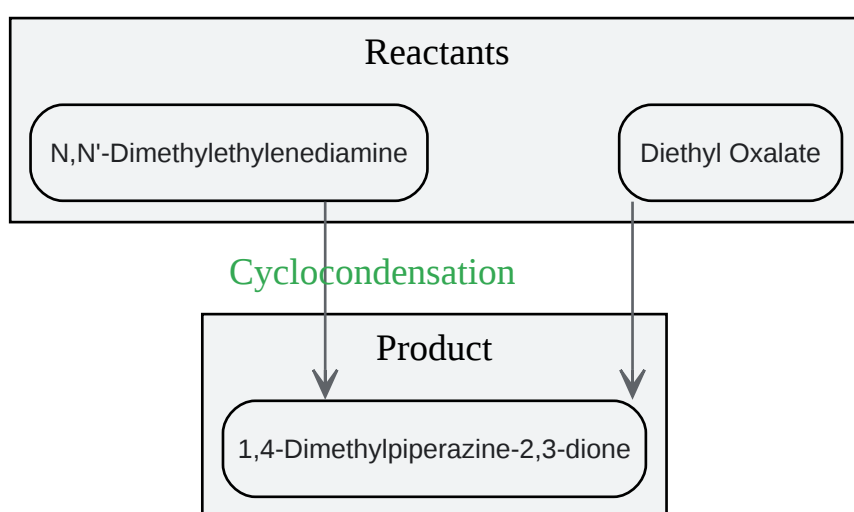 Reactants
N,N'-Dimethylethylenediamine
Diethyl Oxalate
Cyclocondensation
Product
1,4-Dimethylpiperazine-2,3-dione